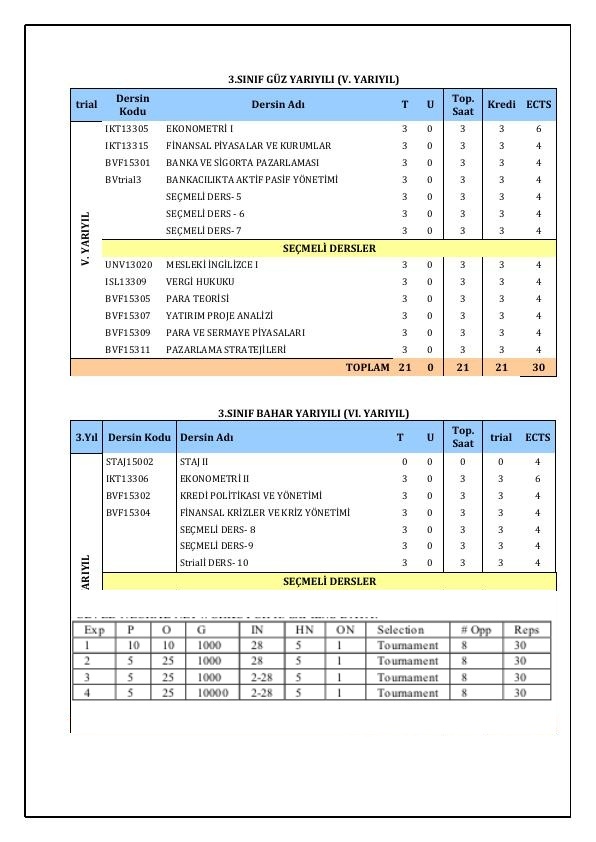 3.SINIF GÜZ YARIYILI (V. YARIYIL)
trial Dersin Kodu Dersin Adı T U Top. Saat Kredi ECTS
V. YARIYIL
IKT13305 EKONOMETRİ I 3 0 3 3 6
IKT13315 FİNANSAL PİYASALAR VE KURUMLAR 3 0 3 3 4
BVF15301 BANKA VE SİGORTA PAZARLAMASI 3 0 3 3 4
BVtrial3 BANKACILIKTA AKTİF PASİF YÖNETİMİ 3 0 3 3 4
SEÇMELİ DERS- 5 3 0 3 3 4
SEÇMELİ DERS - 6 3 0 3 3 4
SEÇMELİ DERS- 7 3 0 3 3 4
SEÇMELİ DERSLER
UNV13020 MESLEKİ İNGİLİZCE I 3 0 3 3 4
ISL13309 VERGİ HUKUKU 3 0 3 3 4
BVF15305 PARA TEORİSİ 3 0 3 3 4
BVF15307 YATIRIM PROJE ANALİZİ 3 0 3 3 4
BVF15309 PARA VE SERMAYE PİYASALARI 3 0 3 3 4
BVF15311 PAZARLAMA STRATEJİLERİ 3 0 3 3 4
TOPLAM 21 0 21 21 30
3.SINIF BAHAR YARIYILI (VI. YARIYIL)
3.Yıl Dersin Kodu Dersin Adı T U Top. Saat trial ECTS
STAJ15002 STAJ II 0 0 0 0 4
IKT13306 EKONOMETRİ II 3 0 3 3 6
BVF15302 KREDİ POLİTİKASI VE YÖNETİMİ 3 0 3 3 4
BVF15304 FİNANSAL KRİZLER VE KRİZ YÖNETİMİ 3 0 3 3 4
SEÇMELİ DERS- 8 3 0 3 3 4
SEÇMELİ DERS-9 3 0 3 3 4
Strialİ DERS- 10 3 0 3 3 4
ARIYIL
SEÇMELİ DERSLER
Exp P O G IN HN ON Selection # Opp Reps
1 10 10 1000 28 5 1 Tournament 8 30
2 5 25 1000 28 5 1 Tournament 8 30
3 5 25 1000 2-28 5 1 Tournament 8 30
4 5 25 10000 2-28 5 1 Tournament 8 30